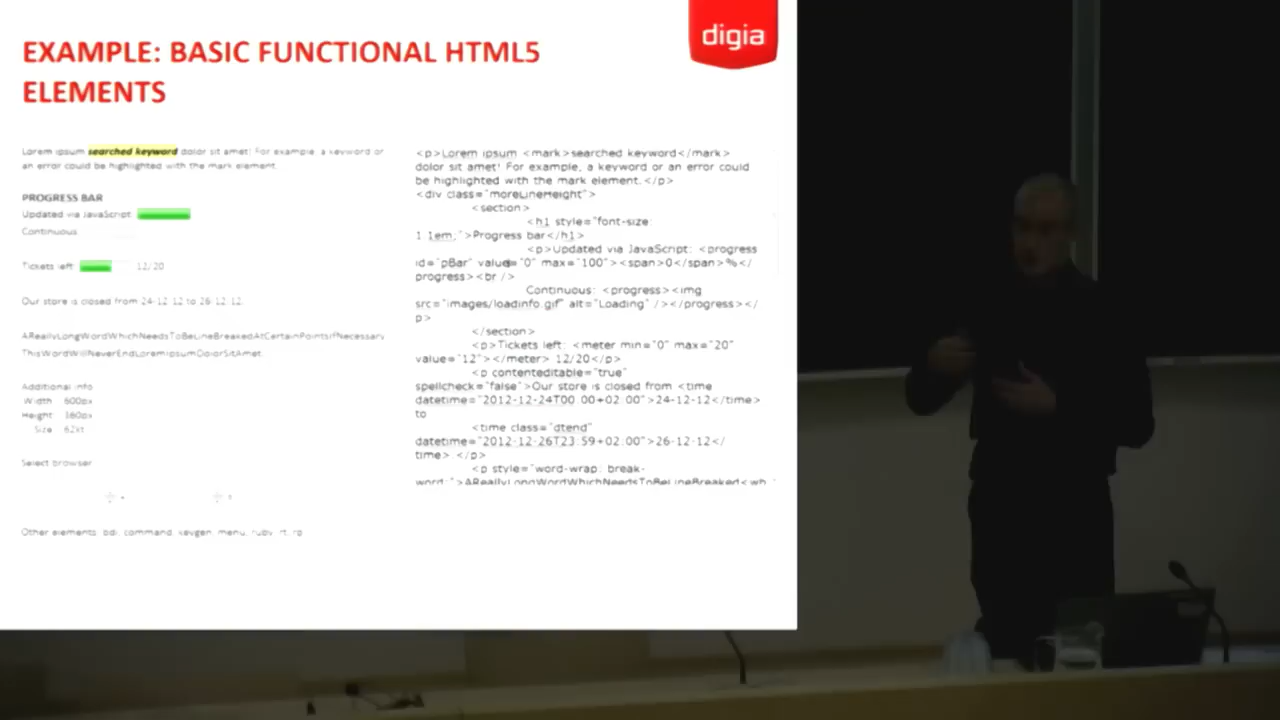 EXAMPLE: BASIC FUNCTIONAL HTML5
ELEMENTS
digia
Lorem ipsum searched keyword dolor sit amet! For example, a keyword or
an error could be highlighted with the mark element.
PROGRESS BAR
Updated via JavaScript:
Continuous
Tickets left: 12/20
Our store is closed from 24-12-12 to 26-12-12.
AReallyLongWordWhichNeedsToBeLineBreakedAtCertainPointsIfNecessary
ThisWordWillNeverEndLoremIpsumDolorSitAmet.
Additional info
Width 600px
Height 360px
Size 62kt
Select browser
Other elements: bdi, command, keygen, menu, ruby, rt, rp
<p>Lorem ipsum <mark>searched keyword</mark>
dolor sit amet! For example, a keyword or an error could
be highlighted with the mark element.</p>
<div class="moreLineHeight">
<section>
<h1 style="font-size:
1.1em;">Progress bar</h1>
<p>Updated via JavaScript: <progress
id="pBar" value="0" max="100"><span>0</span>%</
progress><br />
Continuous: <progress><img
src="images/loadinfo.gif" alt="Loading" /></progress></
p>
</section>
<p>Tickets left: <meter min="0" max="20"
value="12"></meter> 12/20</p>
<p contenteditable="true"
spellcheck="false">Our store is closed from <time
datetime="2012-12-24T00:00+02:00">24-12-12</time>
to
<time class="dtend"
datetime="2012-12-26T23:59+02:00">26-12-12</
time> </p>
<p style="word-wrap: break-
word;">AReallyLongWordWhichNeedsToBeLineBreaked<wb